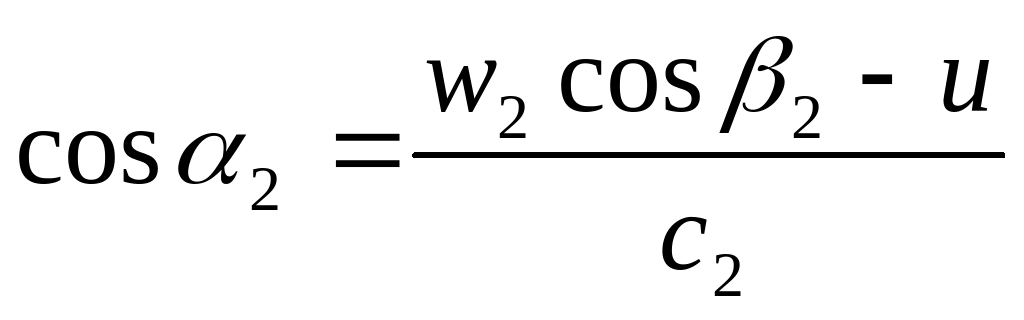 cos α₂ = (w₂ cos β₂ - u) / c₂